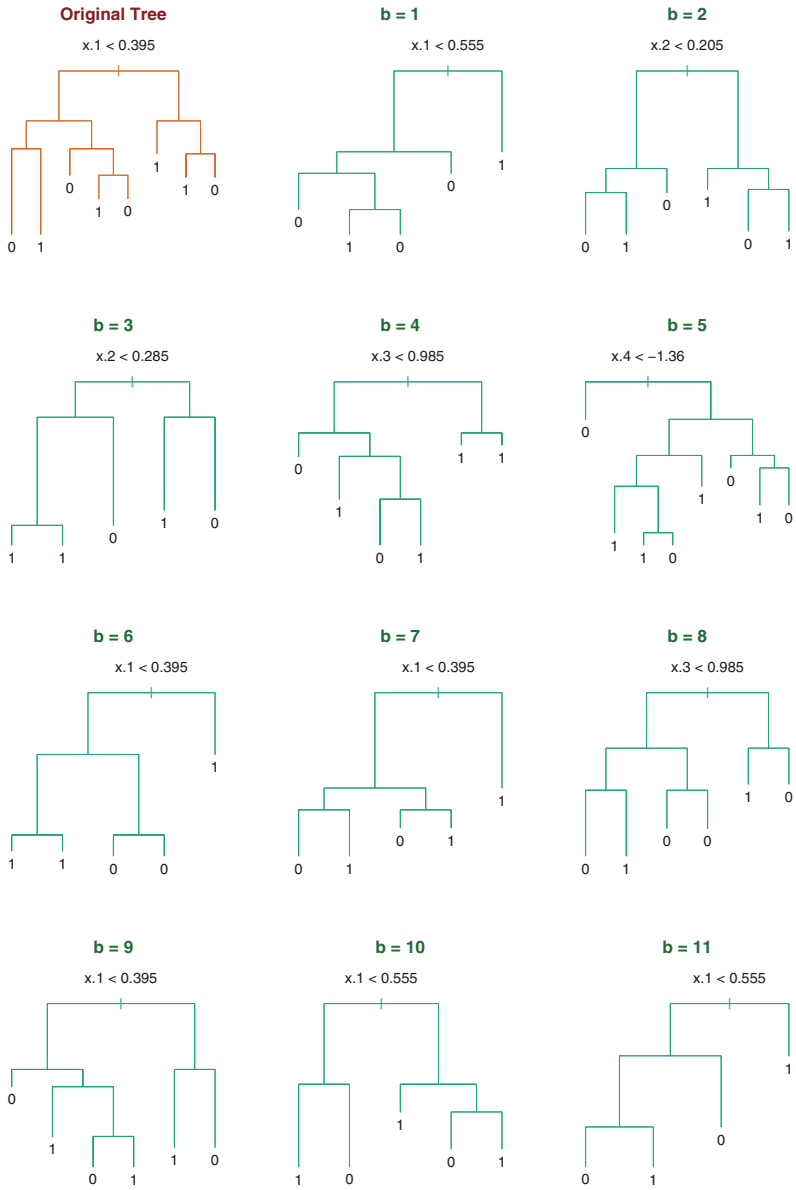 Original Tree
x.1 < 0.395
1
0
1 0
1 0
0 1
b = 1
x.1 < 0.555
1
0
0
1 0
b = 2
x.2 < 0.205
0 1
0 1
0 1
b = 3
x.2 < 0.285
1 0
0
1 1
b = 4
x.3 < 0.985
1 1
0
1
0 1
b = 5
x.4 < −1.36
0
0
1
1 0
1
1 0
b = 6
x.1 < 0.395
1
1 1 0 0
b = 7
x.1 < 0.395
1
0 1
0 1
b = 8
x.3 < 0.985
1 0
0 0
0 1
b = 9
x.1 < 0.395
0
1
1 0
0 1
b = 10
x.1 < 0.555
1
0 1
1 0
b = 11
x.1 < 0.555
1
0
0 1